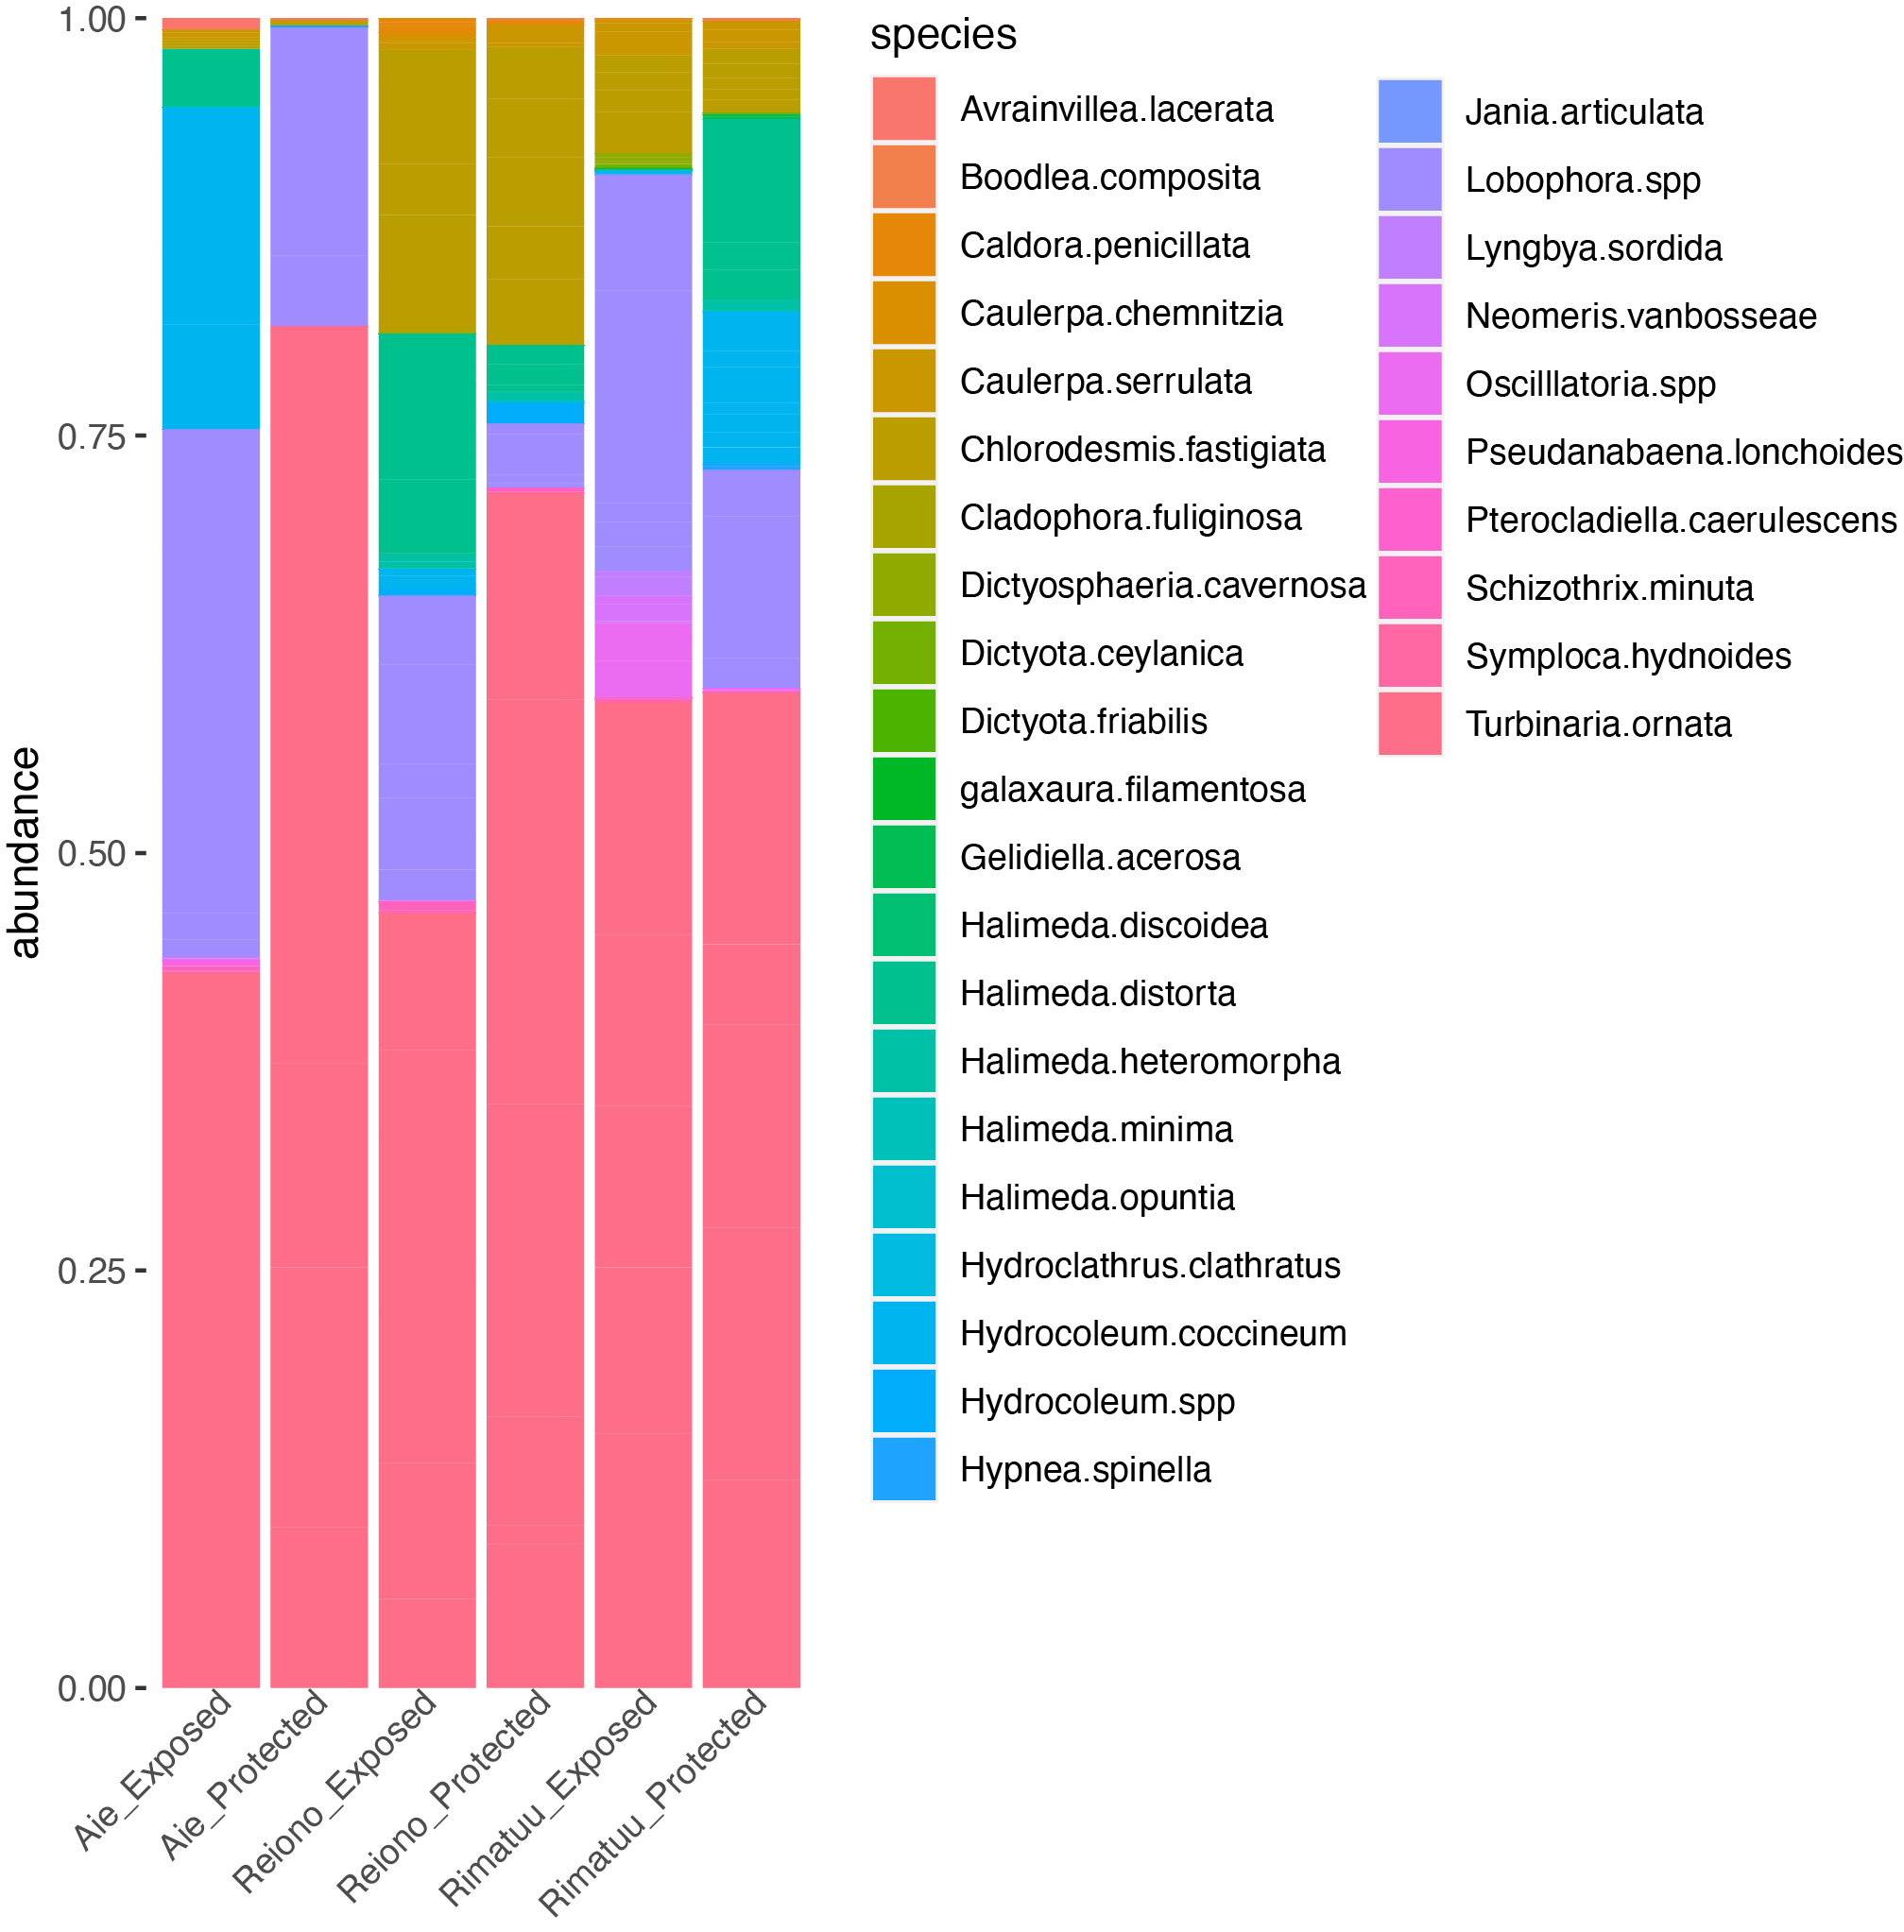 1.00
0.75
0.50
0.25
0.00
abundance
Aie_Exposed
Aie_Protected
Reiono_Exposed
Reiono_Protected
Rimatuu_Exposed
Rimatuu_Protected
species
Avrainvillea.lacerata
Boodlea.composita
Caldora.penicillata
Caulerpa.chemnitzia
Caulerpa.serrulata
Chlorodesmis.fastigiata
Cladophora.fuliginosa
Dictyosphaeria.cavernosa
Dictyota.ceylanica
Dictyota.friabilis
galaxaura.filamentosa
Gelidiella.acerosa
Halimeda.discoidea
Halimeda.distorta
Halimeda.heteromorpha
Halimeda.minima
Halimeda.opuntia
Hydroclathrus.clathratus
Hydrocoleum.coccineum
Hydrocoleum.spp
Hypnea.spinella
Jania.articulata
Lobophora.spp
Lyngbya.sordida
Neomeris.vanbosseae
Oscilllatoria.spp
Pseudanabaena.lonchoides
Pterocladiella.caerulescens
Schizothrix.minuta
Symploca.hydnoides
Turbinaria.ornata